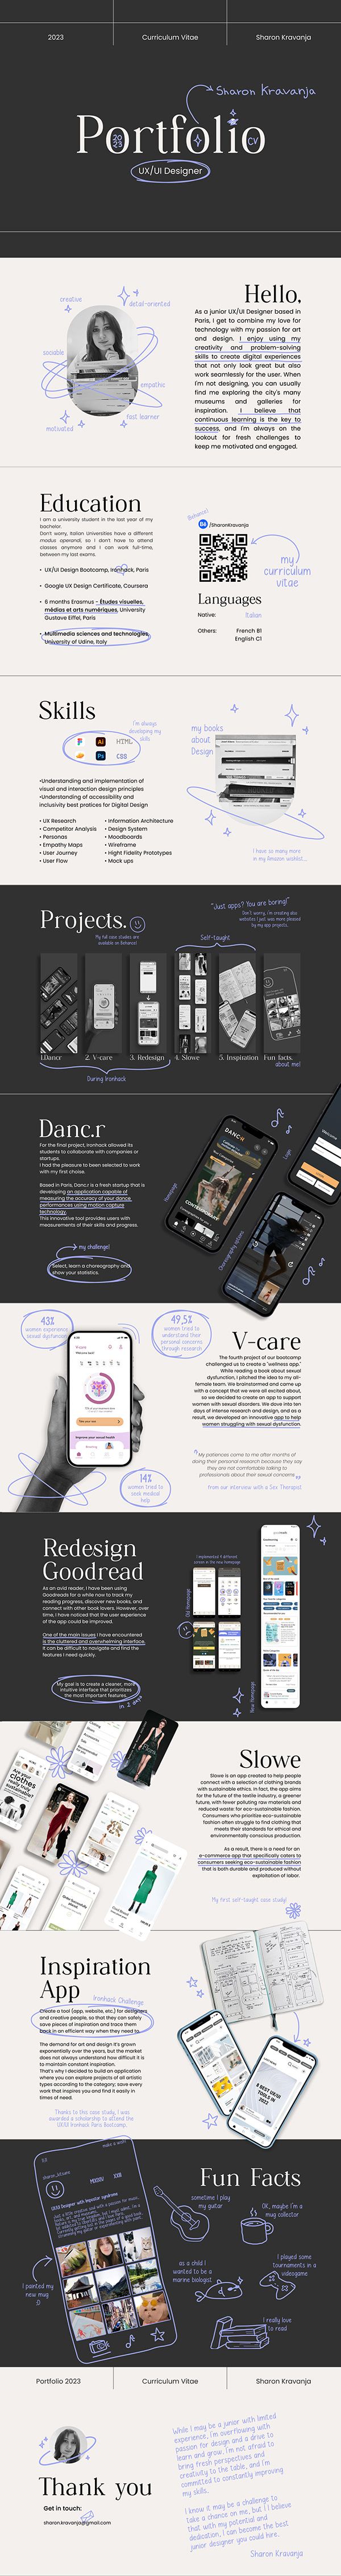 2023
Curriculum Vitae
Sharon Kravanja
Sharon Kravanja
Portfolio
20
23
CV
UX/UI Designer
creative
detail-oriented
sociable
empathic
fast learner
motivated
Hello,
As a junior UX/UI Designer based in
Paris, I get to combine my love for
technology with my passion for art
and design. I enjoy using my
creativity and problem-solving
skills to create digital experiences
that not only look great but also
work seamlessly for the user. When
I'm not designing, you can usually
find me exploring the city's many
museums and galleries for
inspiration. I believe that
continuous learning is the key to
success, and I'm always on the
lookout for fresh challenges to
keep me motivated and engaged.
Education
I am a university student in the last year of my
bachelor.
Don't worry, Italian universities have a different
modus operandi, as I don't have to attend
classes anymore and I can work full-time,
between my last exams.
• UX/UI Design Bootcamp, Ironhack, Paris
• Google UX Design Certificate, Coursera
• 6 months Erasmus - Études visuelles,
médias et arts numériques, University
Gustave Eiffel, Paris
• Multimedia sciences and technologies,
University of Udine, Italy
Behance!
Bē /SharonKravanja
my
curriculum
vitae
Languages
Native: Italian
Others: French B1
English C1
Skills
I'm always
developing my
skills
Ai
HTML
Ps
CSS
•Understanding and implementation of
visual and interaction design principles
•Understanding of accessibility and
inclusivity best pratices for Digital Design
• UX Research
• Competitor Analysis
• Personas
• Empathy Maps
• User Journey
• User Flow
• Information Architecture
• Design System
• Moodboards
• Wireframe
• Hight Fidelity Prototypes
• Mock ups
my books
about
Design
I have so many more
in my Amazon wishlist...
Projects.
My full case studies are
available on Behance!
"Just apps? You are boring!"
Don't worry, I'm creating also
websites I just was more pleased
by my app projects.
Self-taught
1.Dancr
2. V-care
3. Redesign
4. Slowe
5. Inspiration
Fun facts.
about me!
During Ironhack
Danc.r
For the final project, Ironhack allowed its
students to collaborate with companies or
startups.
I had the pleasure to been selected to work
with my first choice.
Based in Paris, Danc.r is a fresh startup that is
developing an application capable of
measuring the accuracy of your dance
performances using motion capture
technology.
This innovative tool provides users with
measurements of their skills and progress.
my challenge!
Select, learn a choreography and
show your statistics.
Homepage
Login
Choreography options
DANC.R
V-care
43%
women experience
sexual dysfunction
49,5%
women tried to
understand their
personal concerns
through research
14%
women tried to
seek medical
help
The fourth project of our bootcamp
challenged us to create a 'wellness app.'
While reading a book about sexual
dysfunction, I pitched the idea to my all-
female team. We brainstormed and came up
with a concept that we were all excited about,
so we decided to create an app to support
women with sexual disorders. We dove into ten
days of intense research and design, and as a
result, we developed an innovative app to help
women struggling with sexual dysfunction.
"My patiences come to me after months of
doing their personal research because they say
they are not comfortable talking to
professionals about their sexual concerns."
from our interview with a Sex Therapist
Redesign
Goodread
As an avid reader, I have been using
Goodreads for a while now to track my
reading progress, discover new books, and
connect with other book lovers. However, over
time, I have noticed that the user experience
of the app could be improved.
One of the main issues I have encountered
is the cluttered and overwhelming interface.
It can be difficult to navigate and find the
features I need quickly.
My goal is to create a cleaner, more
intuitive interface that prioritizes
the most important features.
in 2 days
I implemented 4 different
screen in the new homepage
Old Homepage
New Homepage
Slowe
Slowe is an app created to help people
connect with a selection of clothing brands
with sustainable ethics. In fact, the app aims
for the future of the textile industry, a greener
future, with fewer polluting raw materials and
reduced waste for eco-sustainable fashion.
Consumers who prioritize eco-sustainable
fashion often struggle to find clothing that
meets their standards for ethical and
environmentally conscious production.
As a result, there is a need for an
e-commerce app that specifically caters to
consumers seeking eco-sustainable fashion
that is both durable and produced without
exploitation of labor.
My first self-taught case study!
Inspiration
App
Ironhack Challenge
Create a tool (app, website, etc.) for designers
and creative people, so that they can safely
save pieces of inspiration and trace them
back in an efficient way when they need to.
The demand for art and design it's grown
exponentially over the years, but the market
does not always understand how difficult it is
to maintain constant inspiration.
That's why I decided to build an application
where you can explore projects of all artistic
types according to the categories; save every
work that inspires you and find it easily in
times of need.
Thanks to this case study, I was
awarded a scholarship to attend the
UX/UI Ironhack Paris Bootcamp.
Fun Facts
UX/UI Designer with impostor syndrome
sometime I play
my guitar
OK, maybe I'm a
mug collector
as a child I
wanted to be a
marine biologist
I played some
tournaments in a
videogame
I really love
to read
I painted my
new mug
:D
Portfolio 2023
Curriculum Vitae
Sharon Kravanja
Thank you
Get in touch:
sharon.kravanja@gmail.com
While I may be a junior with limited
experience, I'm overflowing with
passion for design and a drive to
learn and grow. I'm not afraid to
bring fresh perspectives and
creativity to the table, and I'm
committed to constantly improving
my skills.
I know it may be a challenge to
take a chance on me, but I believe
that with my potential and
dedication, I can become the best
junior designer you could hire.
Sharon Kravanja